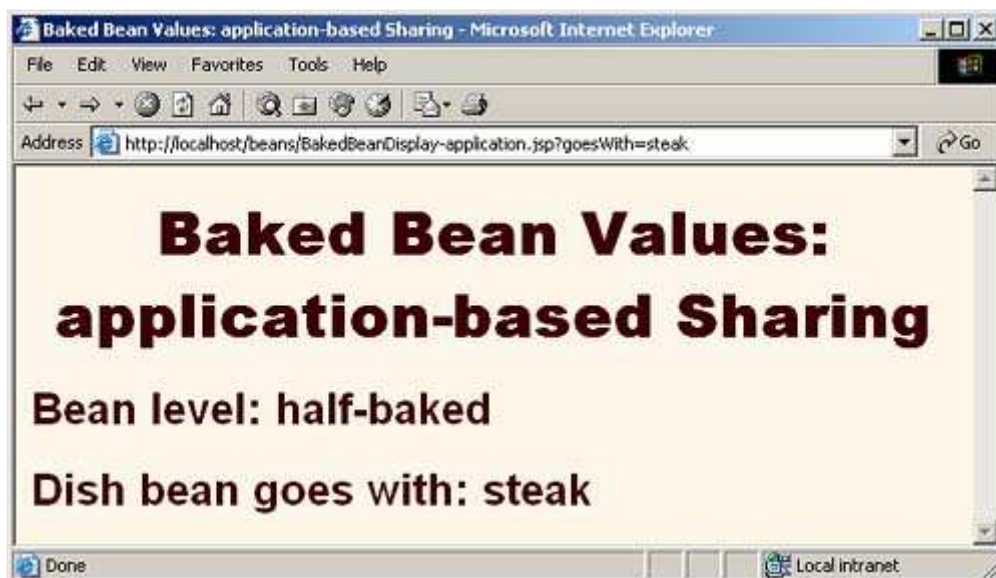 Baked Bean Values: application-based Sharing - Microsoft Internet Explorer
File Edit View Favorites Tools Help
Address http://localhost/beans/BakedBeanDisplay-application.jsp?goesWith=steak Go
Baked Bean Values:
application-based Sharing
Bean level: half-baked
Dish bean goes with: steak
Done Local intranet